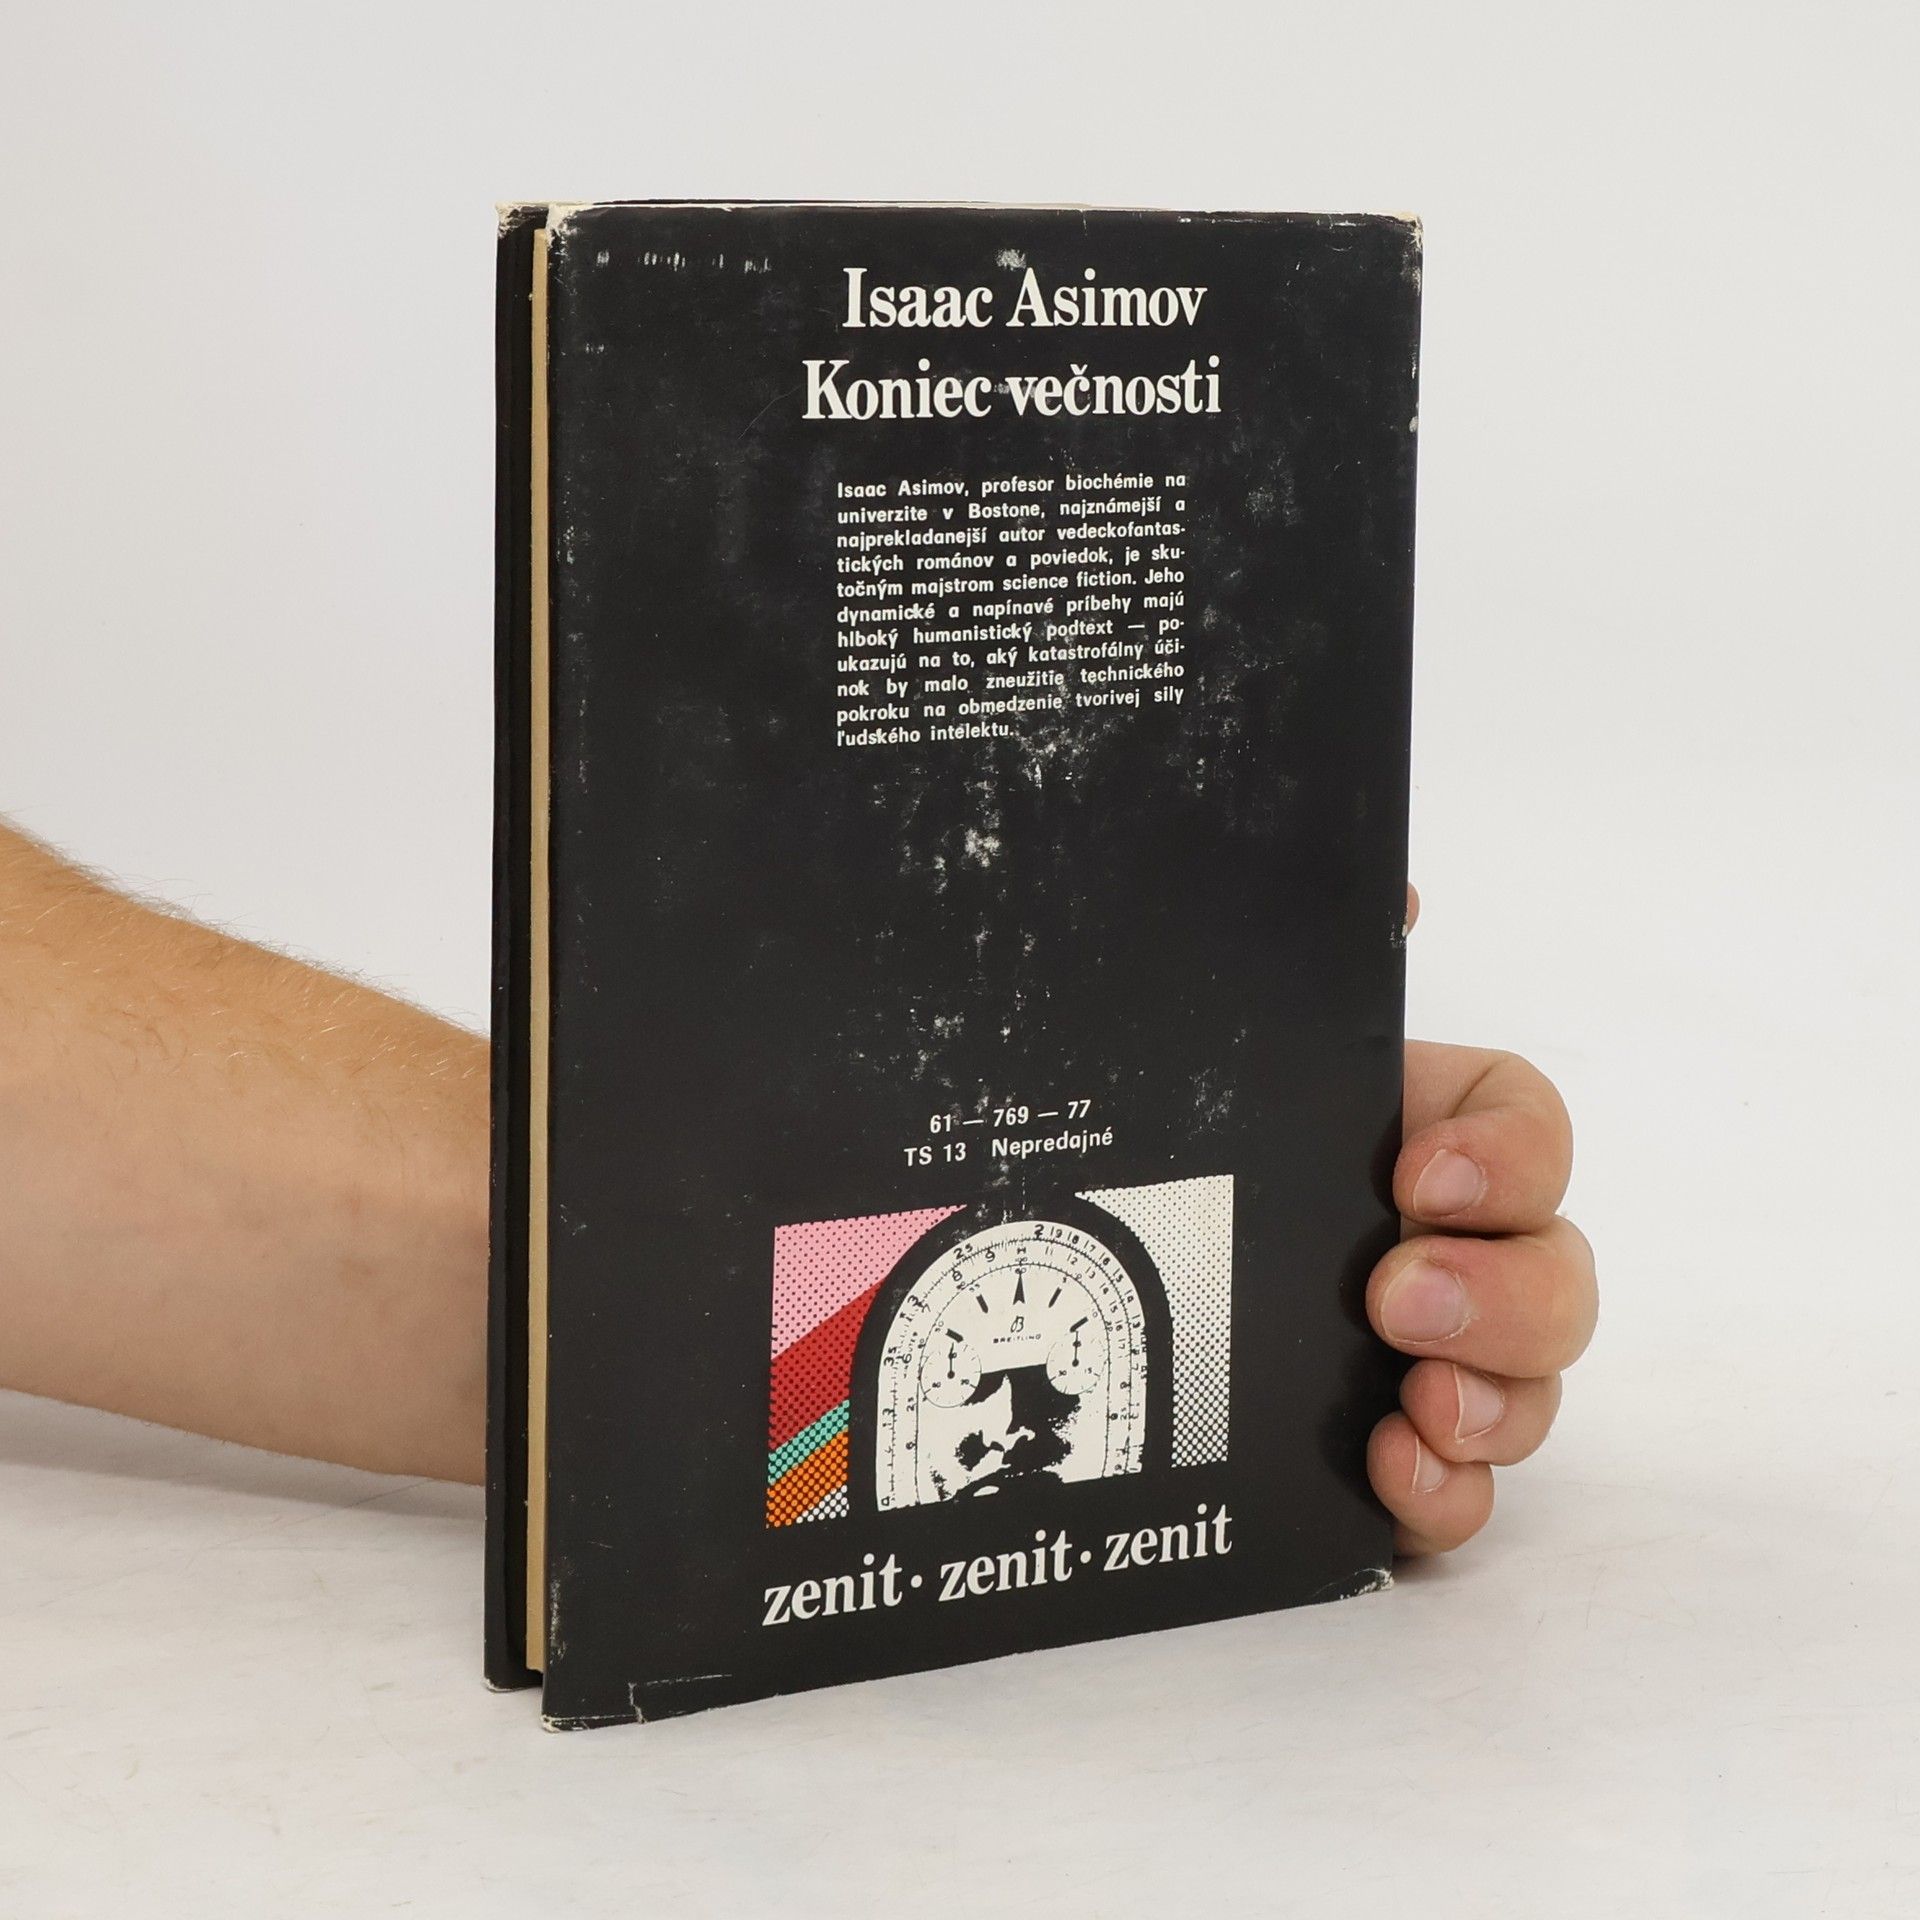 Isaac Asimov
Koniec večnosti
Isaac Asimov, profesor biochémie na
univerzite v Bostone, najznámejší a
najprekladanejší autor vedeckofantas-
tických románov a poviedok, je sku-
točným majstrom science fiction. Jeho
dynamické a napínavé príbehy majú
hlboký humanistický podtext — po-
ukazujú na to, aký katastrofálny úči-
nok by malo zneužitie technického
pokroku na obmedzenie tvorivej sily
ľudského intelektu.
61 — 769 — 77
TS 13 Nepredajné
BREITLING
zenit · zenit · zenit